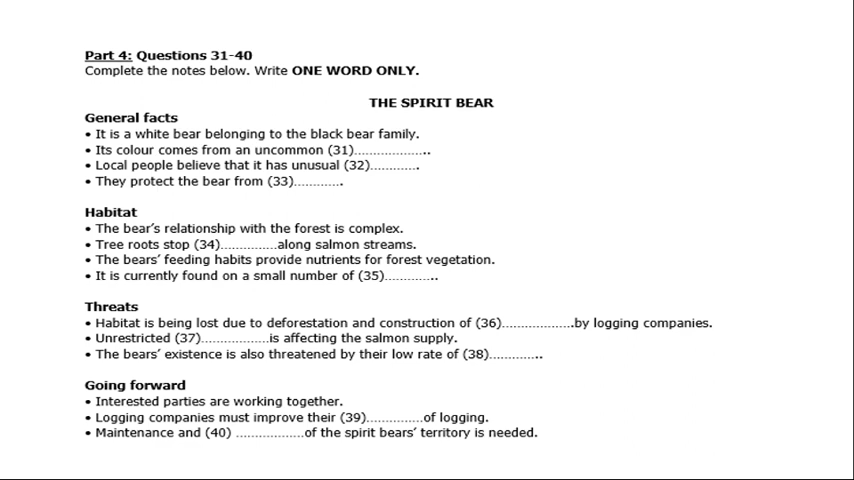 Part 4: Questions 31-40
Complete the notes below. Write ONE WORD ONLY.
THE SPIRIT BEAR
General facts
• It is a white bear belonging to the black bear family.
• Its colour comes from an uncommon (31)..................
• Local people believe that it has unusual (32)............
• They protect the bear from (33)............
Habitat
• The bear's relationship with the forest is complex.
• Tree roots stop (34)..............along salmon streams.
• The bears' feeding habits provide nutrients for forest vegetation.
• It is currently found on a small number of (35)............
Threats
• Habitat is being lost due to deforestation and construction of (36)..................by logging companies.
• Unrestricted (37).................is affecting the salmon supply.
• The bears' existence is also threatened by their low rate of (38)............
Going forward
• Interested parties are working together.
• Logging companies must improve their (39)..............of logging.
• Maintenance and (40) .................of the spirit bears' territory is needed.